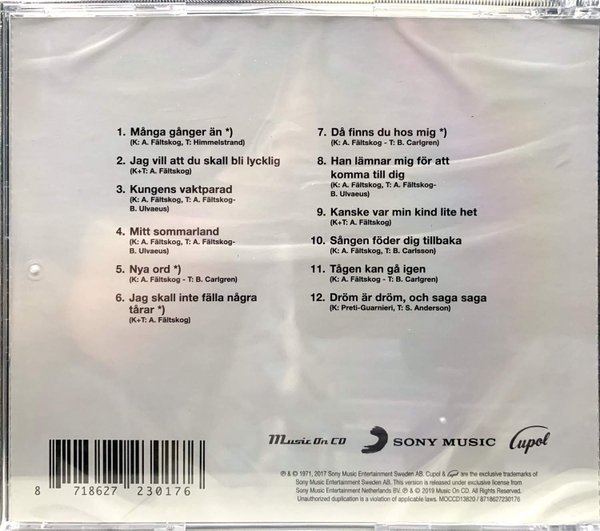 1. Många gånger än *)
(K: A. Fältskog, T: Himmelstrand)
2. Jag vill att du skall bli lycklig
(K+T: A. Fältskog)
3. Kungens vaktparad
(K: A. Fältskog, T: A. Fältskog-
B. Ulvaeus)
4. Mitt sommarland
(K: A. Fältskog, T: A. Fältskog-
B. Ulvaeus)
5. Nya ord *)
(K: A. Fältskog - T: B. Carlgren)
6. Jag skall inte fälla några
tårar *)
(K+T: A. Fältskog)
7. Då finns du hos mig *)
(K: A. Fältskog - T: B. Carlgren)
8. Han lämnar mig för att
komma till dig
(K: A. Fältskog, T: A. Fältskog-
B. Ulvaeus)
9. Kanske var min kind lite het
(K+T: A. Fältskog)
10. Sången föder dig tillbaka
(K: A. Fältskog, T: B. Carlsson)
11. Tågen kan gå igen
(K: A. Fältskog - T: B. Carlgren)
12. Dröm är dröm, och saga saga
(K: Preti-Guarnieri, T: S. Anderson)
Music On CD
SONY MUSIC
Cupol
8 718627 230176
℗ & © 1971, 2017 Sony Music Entertainment Sweden AB. Cupol & Cupol are the exclusive trademarks of
Sony Music Entertainment Sweden AB. This version is released under exclusive license from
Sony Music Entertainment Netherlands BV. ℗ & © 2019 Music On CD. All Rights Reserved.
Unauthorized duplication is a violation of applicable laws. MOCCD13820 / 8718627230176